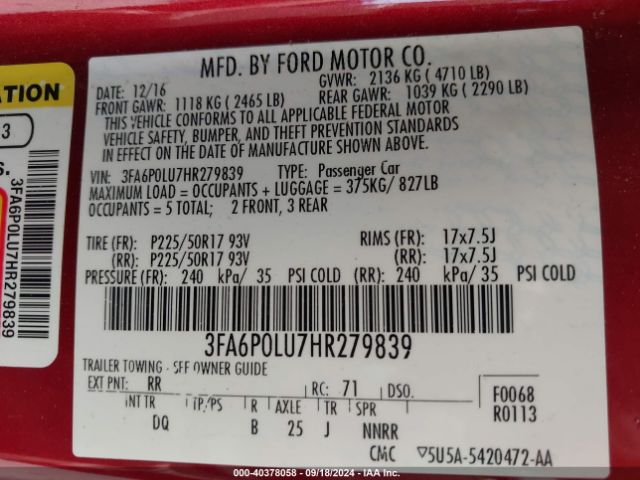 MFD. BY FORD MOTOR CO.
DATE: 12/16 GVWR: 2136 KG ( 4710 LB)
FRONT GAWR: 1118 KG ( 2465 LB) REAR GAWR: 1039 KG ( 2290 LB)
THIS VEHICLE CONFORMS TO ALL APPLICABLE FEDERAL MOTOR
VEHICLE SAFETY, BUMPER, AND THEFT PREVENTION STANDARDS
IN EFFECT ON THE DATE OF MANUFACTURE SHOWN ABOVE.
VIN: 3FA6P0LU7HR279839 TYPE: Passenger Car
MAXIMUM LOAD = OCCUPANTS + LUGGAGE = 375KG/ 827LB
OCCUPANTS = 5 TOTAL; 2 FRONT, 3 REAR
TIRE (FR): P225/50R17 93V RIMS (FR): 17x7.5J
(RR): P225/50R17 93V (RR): 17x7.5J
PRESSURE (FR): 240 kPa/ 35 PSI COLD (RR): 240 kPa/ 35 PSI COLD
3FA6P0LU7HR279839
TRAILER TOWING - SEE OWNER GUIDE
EXT PNT: RR RC: 71 DSO:
INT TR TP/PS R AXLE TR SPR
DQ B 25 J NNRR
F0068
R0113
CMC ▽5U5A-5420472-AA
ATION
3
S.
3FA6P0LU7HR279839
000-40378058 - 09/18/2024 - IAA Inc.